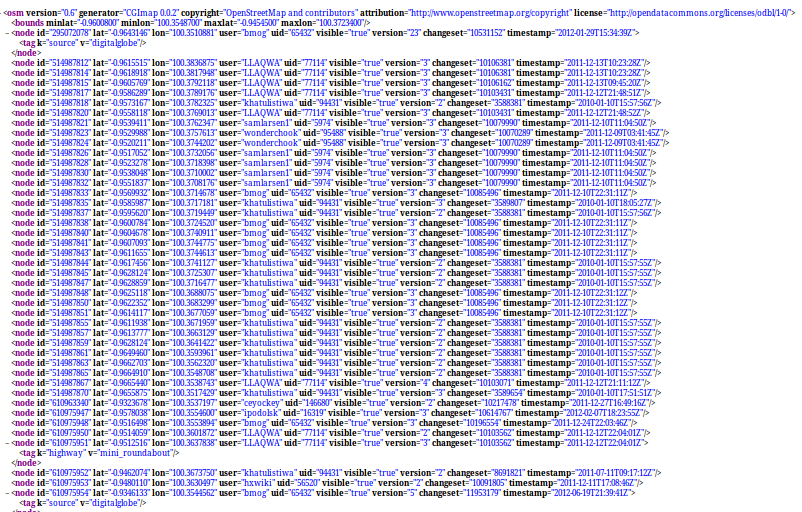 <osm version="0.6" generator="CGImap 0.0.2" copyright="OpenStreetMap and contributors" attribution="http://www.openstreetmap.org/copyright" license="http://opendatacommons.org/licenses/odbl/1-0/">
<bounds minlat="-0.9600800" minlon="100.3548700" maxlat="-0.9454500" maxlon="100.3723400"/>
− <node id="295072078" lat="-0.9643146" lon="100.3510881" user="bmog" uid="65432" visible="true" version="23" changeset="10531152" timestamp="2012-01-29T15:34:39Z">
<tag k="source" v="digitalglobe"/>
</node>
<node id="514987812" lat="-0.9615515" lon="100.3836875" user="LLAQWA" uid="77114" visible="true" version="3" changeset="10106381" timestamp="2011-12-13T10:23:28Z"/>
<node id="514987814" lat="-0.9618918" lon="100.3817948" user="LLAQWA" uid="77114" visible="true" version="3" changeset="10106381" timestamp="2011-12-13T10:23:28Z"/>
<node id="514987815" lat="-0.9605769" lon="100.3792118" user="LLAQWA" uid="77114" visible="true" version="3" changeset="10106162" timestamp="2011-12-13T09:45:20Z"/>
<node id="514987817" lat="-0.9586289" lon="100.3789176" user="LLAQWA" uid="77114" visible="true" version="3" changeset="10103431" timestamp="2011-12-12T21:48:51Z"/>
<node id="514987818" lat="-0.9573167" lon="100.3782325" user="khatulistiwa" uid="94431" visible="true" version="2" changeset="3588381" timestamp="2010-01-10T15:57:56Z"/>
<node id="514987820" lat="-0.9558118" lon="100.3769013" user="LLAQWA" uid="77114" visible="true" version="3" changeset="10103431" timestamp="2011-12-12T21:48:52Z"/>
<node id="514987821" lat="-0.9539411" lon="100.3762347" user="samlarsen1" uid="5974" visible="true" version="3" changeset="10079990" timestamp="2011-12-10T11:04:50Z"/>
<node id="514987823" lat="-0.9529988" lon="100.3757613" user="wonderchook" uid="95488" visible="true" version="3" changeset="10070289" timestamp="2011-12-09T03:41:45Z"/>
<node id="514987824" lat="-0.9520211" lon="100.3744202" user="wonderchook" uid="95488" visible="true" version="3" changeset="10070289" timestamp="2011-12-09T03:41:45Z"/>
<node id="514987826" lat="-0.9517052" lon="100.3732056" user="samlarsen1" uid="5974" visible="true" version="3" changeset="10079990" timestamp="2011-12-10T11:04:50Z"/>
<node id="514987828" lat="-0.9523278" lon="100.3718398" user="samlarsen1" uid="5974" visible="true" version="3" changeset="10079990" timestamp="2011-12-10T11:04:50Z"/>
<node id="514987830" lat="-0.9538048" lon="100.3710002" user="samlarsen1" uid="5974" visible="true" version="3" changeset="10079990" timestamp="2011-12-10T11:04:50Z"/>
<node id="514987832" lat="-0.9551837" lon="100.3708176" user="samlarsen1" uid="5974" visible="true" version="3" changeset="10079990" timestamp="2011-12-10T11:04:50Z"/>
<node id="514987833" lat="-0.9569932" lon="100.3714678" user="bmog" uid="65432" visible="true" version="3" changeset="10085496" timestamp="2011-12-10T22:31:11Z"/>
<node id="514987835" lat="-0.9585987" lon="100.3717181" user="khatulistiwa" uid="94431" visible="true" version="3" changeset="3589807" timestamp="2010-01-10T18:05:27Z"/>
<node id="514987837" lat="-0.9595620" lon="100.3719449" user="khatulistiwa" uid="94431" visible="true" version="2" changeset="3588381" timestamp="2010-01-10T15:57:56Z"/>
<node id="514987838" lat="-0.9600784" lon="100.3724520" user="bmog" uid="65432" visible="true" version="3" changeset="10085496" timestamp="2011-12-10T22:31:11Z"/>
<node id="514987840" lat="-0.9604678" lon="100.3740911" user="bmog" uid="65432" visible="true" version="3" changeset="10085496" timestamp="2011-12-10T22:31:11Z"/>
<node id="514987841" lat="-0.9607093" lon="100.3744775" user="bmog" uid="65432" visible="true" version="3" changeset="10085496" timestamp="2011-12-10T22:31:11Z"/>
<node id="514987843" lat="-0.9611655" lon="100.3744613" user="bmog" uid="65432" visible="true" version="3" changeset="10085496" timestamp="2011-12-10T22:31:11Z"/>
<node id="514987844" lat="-0.9617456" lon="100.3741127" user="khatulistiwa" uid="94431" visible="true" version="2" changeset="3588381" timestamp="2010-01-10T15:57:55Z"/>
<node id="514987845" lat="-0.9628124" lon="100.3725307" user="khatulistiwa" uid="94431" visible="true" version="2" changeset="3588381" timestamp="2010-01-10T15:57:55Z"/>
<node id="514987847" lat="-0.9628859" lon="100.3716477" user="khatulistiwa" uid="94431" visible="true" version="2" changeset="3588381" timestamp="2010-01-10T15:57:55Z"/>
<node id="514987848" lat="-0.9625118" lon="100.3688075" user="bmog" uid="65432" visible="true" version="3" changeset="10085496" timestamp="2011-12-10T22:31:12Z"/>
<node id="514987850" lat="-0.9622352" lon="100.3683299" user="bmog" uid="65432" visible="true" version="3" changeset="10085496" timestamp="2011-12-10T22:31:12Z"/>
<node id="514987851" lat="-0.9614117" lon="100.3677059" user="bmog" uid="65432" visible="true" version="3" changeset="10085496" timestamp="2011-12-10T22:31:12Z"/>
<node id="514987855" lat="-0.9611938" lon="100.3671959" user="khatulistiwa" uid="94431" visible="true" version="2" changeset="3588381" timestamp="2010-01-10T15:57:55Z"/>
<node id="514987857" lat="-0.9613777" lon="100.3663129" user="khatulistiwa" uid="94431" visible="true" version="2" changeset="3588381" timestamp="2010-01-10T15:57:55Z"/>
<node id="514987859" lat="-0.9628124" lon="100.3641422" user="khatulistiwa" uid="94431" visible="true" version="2" changeset="3588381" timestamp="2010-01-10T15:57:55Z"/>
<node id="514987861" lat="-0.9649460" lon="100.3593961" user="khatulistiwa" uid="94431" visible="true" version="2" changeset="3588381" timestamp="2010-01-10T15:57:55Z"/>
<node id="514987863" lat="-0.9662703" lon="100.3562320" user="khatulistiwa" uid="94431" visible="true" version="2" changeset="3588381" timestamp="2010-01-10T15:57:55Z"/>
<node id="514987865" lat="-0.9664910" lon="100.3548708" user="khatulistiwa" uid="94431" visible="true" version="2" changeset="3588381" timestamp="2010-01-10T15:57:55Z"/>
<node id="514987867" lat="-0.9665440" lon="100.3538743" user="LLAQWA" uid="77114" visible="true" version="4" changeset="10103071" timestamp="2011-12-12T21:11:12Z"/>
<node id="514987870" lat="-0.9655875" lon="100.3517429" user="khatulistiwa" uid="94431" visible="true" version="3" changeset="3589654" timestamp="2010-01-10T17:51:51Z"/>
<node id="610963340" lat="-0.9323678" lon="100.3537197" user="ceyockey" uid="146680" visible="true" version="4" changeset="10217478" timestamp="2011-12-27T16:49:16Z"/>
<node id="610975947" lat="-0.9578038" lon="100.3554600" user="ipodolsk" uid="16319" visible="true" version="3" changeset="10614767" timestamp="2012-02-07T18:23:55Z"/>
<node id="610975948" lat="-0.9516498" lon="100.3553894" user="bmog" uid="65432" visible="true" version="3" changeset="10196554" timestamp="2011-12-24T22:03:46Z"/>
<node id="610975950" lat="-0.9514059" lon="100.3601872" user="LLAQWA" uid="77114" visible="true" version="2" changeset="10103562" timestamp="2011-12-12T22:04:01Z"/>
− <node id="610975951" lat="-0.9512516" lon="100.3637838" user="LLAQWA" uid="77114" visible="true" version="3" changeset="10103562" timestamp="2011-12-12T22:04:01Z">
<tag k="highway" v="mini_roundabout"/>
</node>
<node id="610975952" lat="-0.9462074" lon="100.3673750" user="khatulistiwa" uid="94431" visible="true" version="2" changeset="8691821" timestamp="2011-07-11T09:17:12Z"/>
<node id="610975953" lat="-0.9480110" lon="100.3630497" user="hxwiki" uid="56520" visible="true" version="3" changeset="10091805" timestamp="2011-12-11T17:08:46Z"/>
− <node id="610975954" lat="-0.9346133" lon="100.3544562" user="bmog" uid="65432" visible="true" version="5" changeset="11953179" timestamp="2012-06-19T21:39:41Z">
<tag k="source" v="digitalglobe"/>